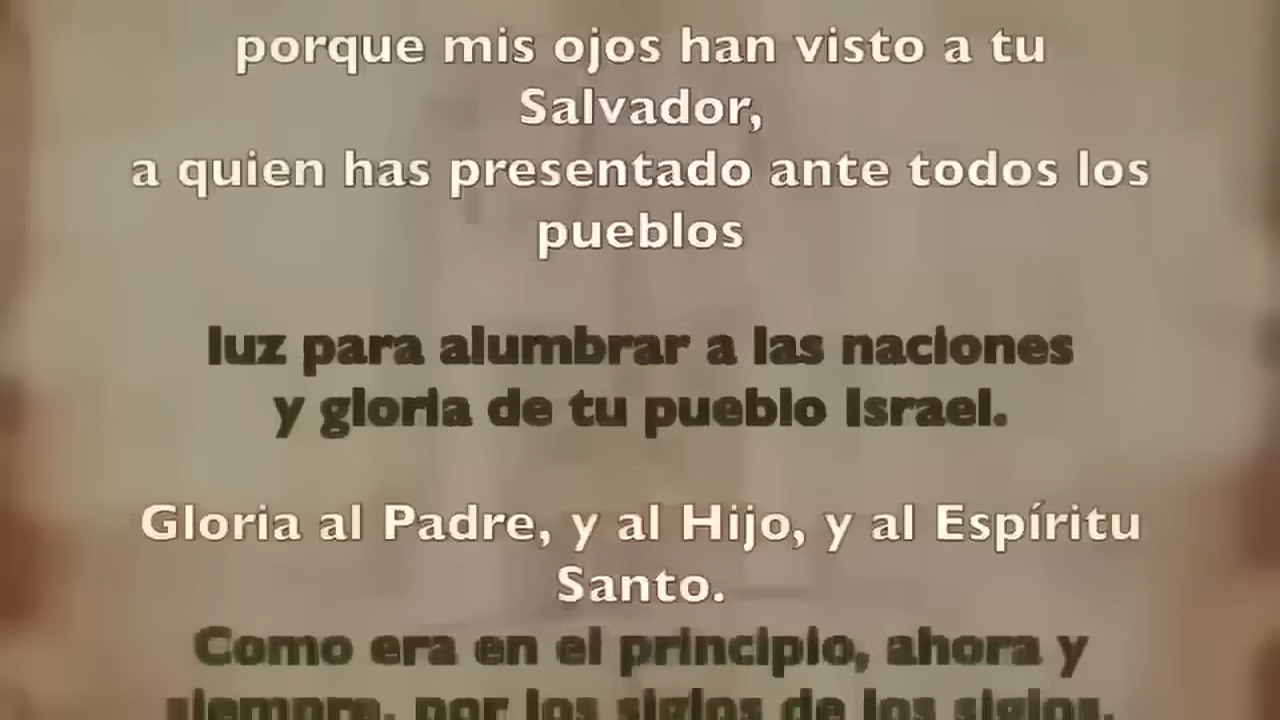 porque mis ojos han visto a tu
Salvador,
a quien has presentado ante todos los
pueblos
luz para alumbrar a las naciones
y gloria de tu pueblo Israel.
Gloria al Padre, y al Hijo, y al Espíritu
Santo.
Como era en el principio, ahora y
siempre, por los siglos de los siglos.